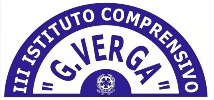 III ISTITUTO COMPRENSIVO
"G.VERGA"